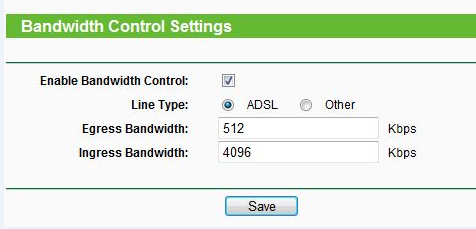 Bandwidth Control Settings
Enable Bandwidth Control:
Line Type: ADSL Other
Egress Bandwidth: 512 Kbps
Ingress Bandwidth: 4096 Kbps
Save